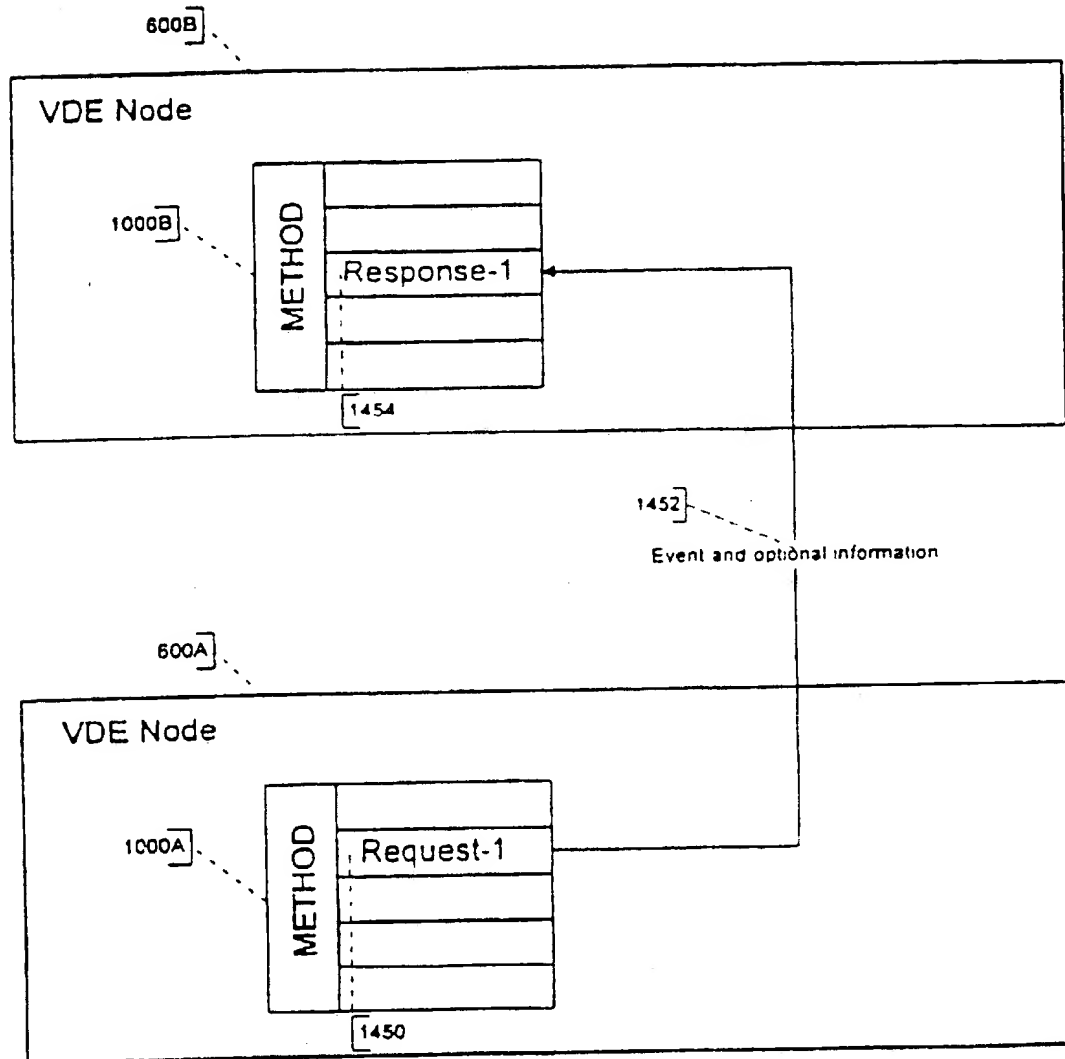 600B
VDE Node
1000B
METHOD
Response-1
1454
1452
Event and optional information
600A
VDE Node
1000A
METHOD
Request-1
1450